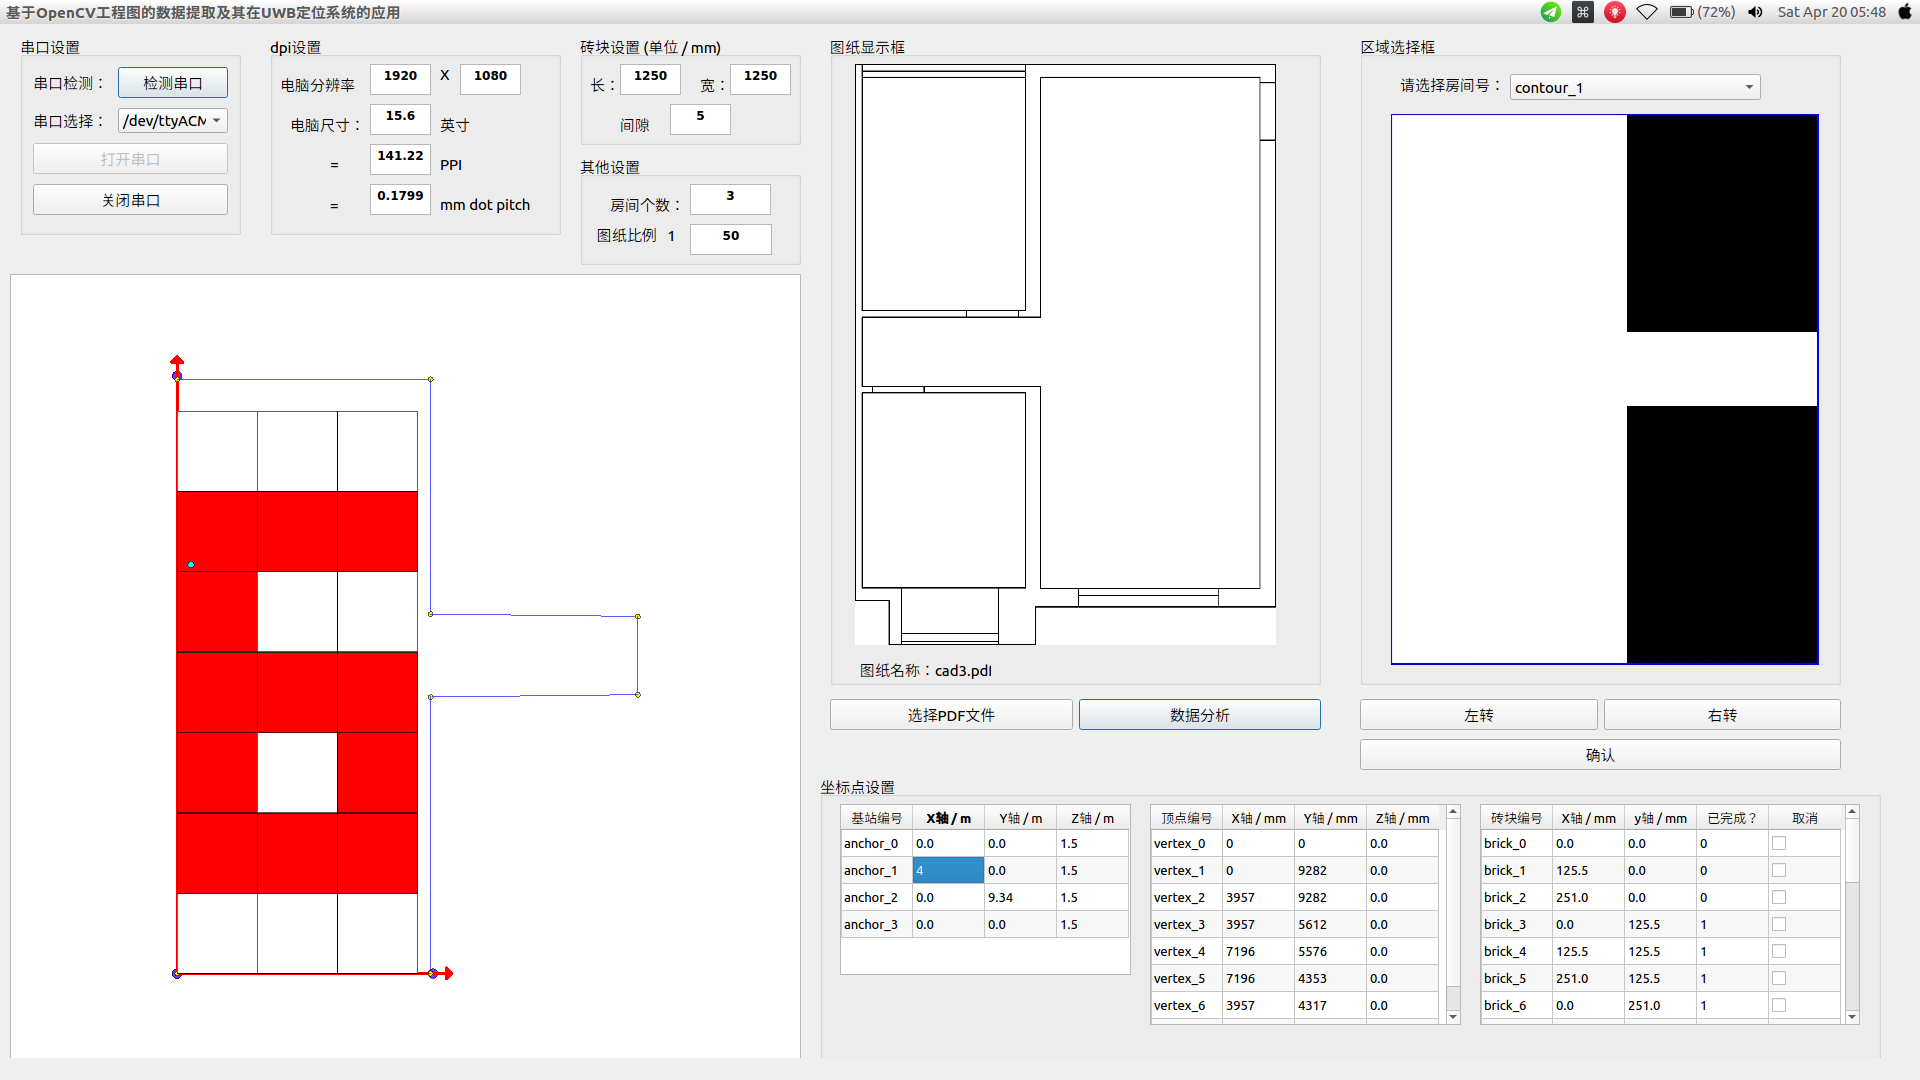 基于OpenCV工程图的数据提取及其在UWB定位系统的应用
(72%) Sat Apr 20 05:48
串口设置
串口检测： 检测串口
串口选择： /dev/ttyACM
打开串口
关闭串口
dpi设置
电脑分辨率 1920 X 1080
电脑尺寸： 15.6 英寸
= 141.22 PPI
= 0.1799 mm dot pitch
砖块设置 (单位 / mm)
长： 1250 宽： 1250
间隙 5
其他设置
房间个数： 3
图纸比例 1 50
图纸显示框
图纸名称：cad3.pdf
选择PDF文件 数据分析
区域选择框
请选择房间号： contour_1
左转 右转
确认
坐标点设置
基站编号 X轴 / m Y轴 / m Z轴 / m
anchor_0 0.0 0.0 1.5
anchor_1 4 0.0 1.5
anchor_2 0.0 9.34 1.5
anchor_3 0.0 0.0 1.5
顶点编号 X轴 / mm Y轴 / mm Z轴 / mm
vertex_0 0 0 0.0
vertex_1 0 9282 0.0
vertex_2 3957 9282 0.0
vertex_3 3957 5612 0.0
vertex_4 7196 5576 0.0
vertex_5 7196 4353 0.0
vertex_6 3957 4317 0.0
砖块编号 X轴 / mm y轴 / mm 已完成？ 取消
brick_0 0.0 0.0 0
brick_1 125.5 0.0 0
brick_2 251.0 0.0 0
brick_3 0.0 125.5 1
brick_4 125.5 125.5 1
brick_5 251.0 125.5 1
brick_6 0.0 251.0 1